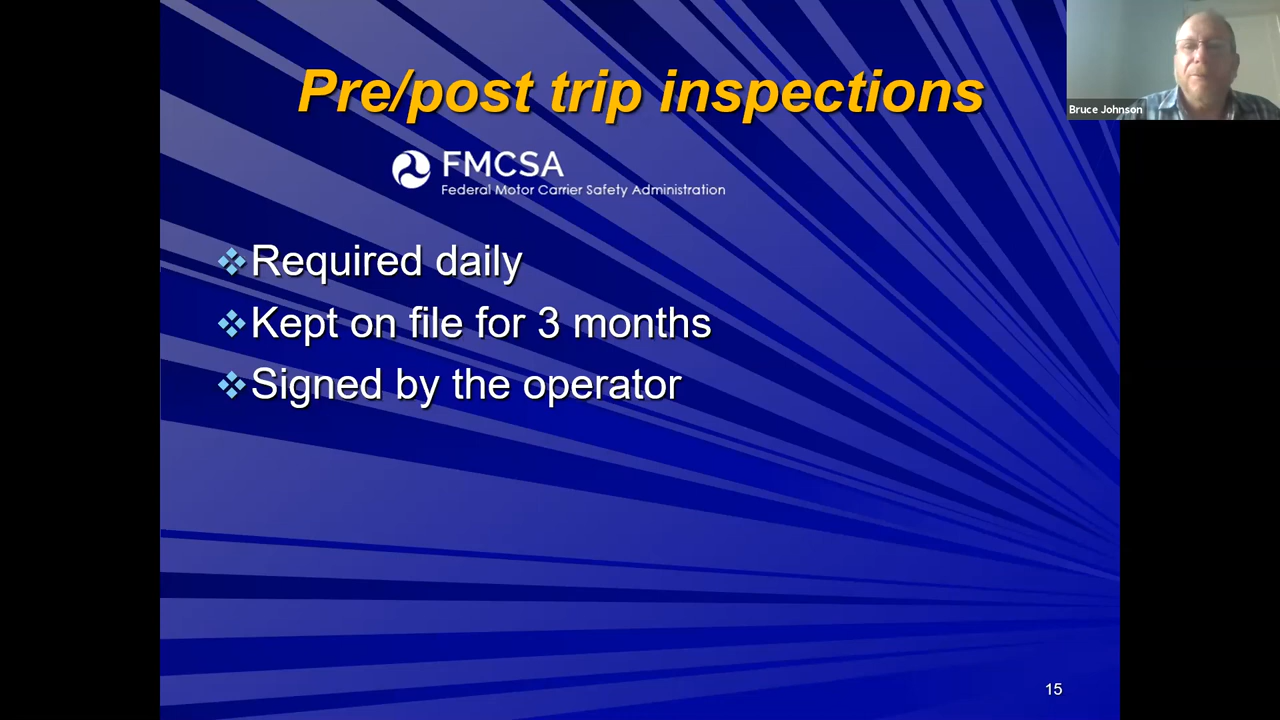 Pre/post trip inspections
Bruce Johnson
FMCSA
Federal Motor Carrier Safety Administration
Required daily
Kept on file for 3 months
Signed by the operator
15